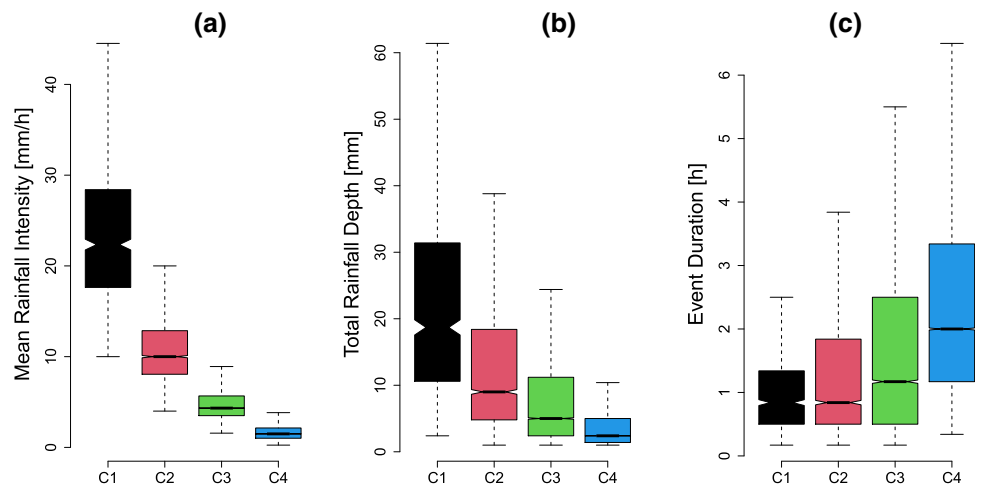 (a)
Mean Rainfall Intensity [mm/h]
0
10
20
30
40
C1 C2 C3 C4
(b)
Total Rainfall Depth [mm]
0
10
20
30
40
50
60
C1 C2 C3 C4
(c)
Event Duration [h]
0
1
2
3
4
5
6
C1 C2 C3 C4